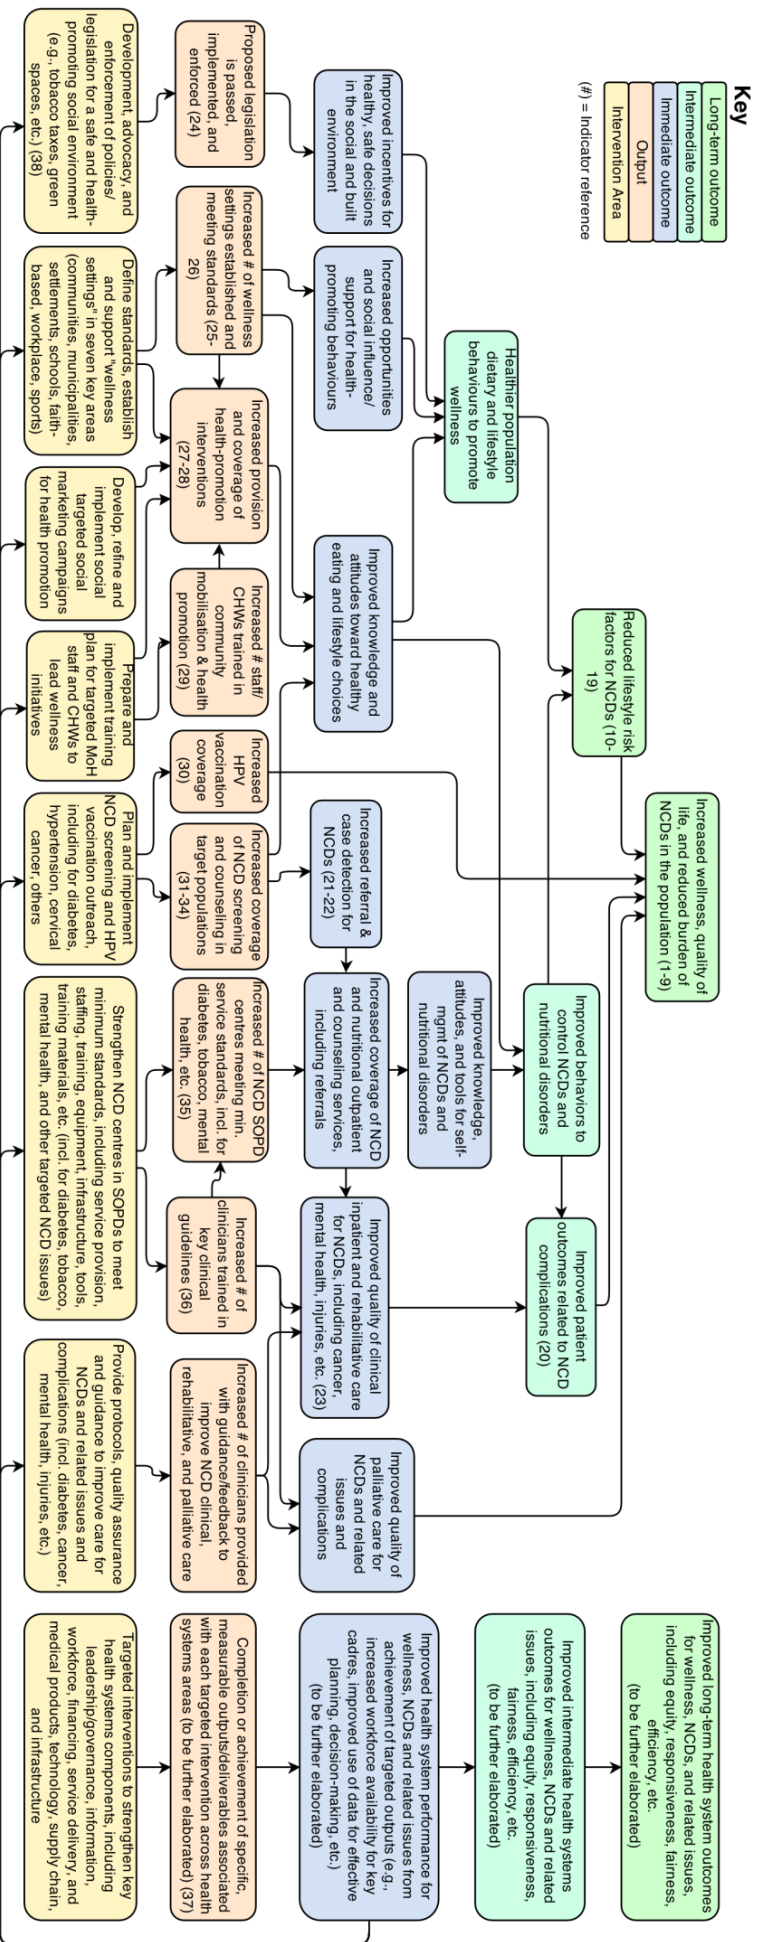 Key
Long-term outcome
Intermediate outcome
Immediate outcome
Output
Intervention Area
(#) = Indicator reference
Increased wellness, quality of
life, and reduced burden of
NCDs in the population (1-9)
Improved long-term health system outcomes
for wellness, NCDs, and related issues,
including equity, responsiveness, fairness,
efficiency, etc.
(to be further elaborated)
Reduced lifestyle risk
factors for NCDs (10-
19)
Healthier population
dietary and lifestyle
behaviours to promote
wellness
Improved behaviors to
control NCDs and
nutritional disorders
Improved patient
outcomes related to NCD
complications (20)
Improved intermediate health systems
outcomes for wellness, NCDs and related
issues, including equity, responsiveness,
fairness, efficiency, etc.
(to be further elaborated)
Improved incentives for
healthy, safe decisions
in the social and built
environment
Increased opportunities
and social influence/
support for health-
promoting behaviours
Improved knowledge and
attitudes toward healthy
eating and lifestyle choices
Increased referral &
case detection for
NCDs (21-22)
Improved knowledge,
attitudes, and tools for self-
mgmt of NCDs and
nutritional disorders
Increased coverage of NCD
and nutritional outpatient
and counseling services,
including referrals
Improved quality of clinical
inpatient and rehabilitative care
for NCDs, including cancer,
mental health, injuries, etc. (23)
Improved quality of
palliative care for
NCDs and related
issues and
complications
Improved health system performance for
wellness, NCDs and related issues from
achievement of targeted outputs (e.g.,
increased workforce availability for key
cadres, improved use of data for effective
planning, decision-making, etc.)
(to be further elaborated)
Proposed legislation
is passed,
implemented, and
enforced (24)
Increased # of wellness
settings established and
meeting standards (25-
26)
Increased provision
and coverage of
health-promotion
interventions
(27-28)
Increased # staff/
CHWs trained in
community
mobilisation & health
promotion (29)
Increased
HPV
vaccination
coverage
(30)
Increased coverage
of NCD screening
and counseling in
target populations
(31-34)
Increased # of NCD SOPD
centres meeting min.
service standards, incl. for
diabetes, tobacco, mental
health, etc. (35)
Increased # of
clinicians trained in
key clinical
guidelines (36)
Increased # of clinicians provided
with guidance/feedback to
improve NCD clinical,
rehabilitative, and palliative care
Completion or achievement of specific,
measurable outputs/deliverables associated
with each targeted intervention across health
systems areas (to be further elaborated) (37)
Development, advocacy, and
enforcement of policies/
legislation for a safe and health-
promoting social environment
(e.g., tobacco taxes, green
spaces, etc.) (38)
Define standards, establish
and support "wellness
settings" in seven key areas
(communities, municipalities,
settlements, schools, faith-
based, workplace, sports)
Develop, refine and
implement social
targeted social
marketing campaigns
for health promotion
Prepare and
implement training
plan for targeted MoH
staff and CHWs to
lead wellness
initiatives
Plan and implement
NCD screening and HPV
vaccination outreach,
including for diabetes,
hypertension, cervical
cancer, others
Strengthen NCD centres in SOPDs to meet
minimum standards, including service provision,
staffing, training, equipment, infrastructure, tools,
training materials, etc. (incl. for diabetes, tobacco,
mental health, and other targeted NCD issues)
Provide protocols, quality assurance
and guidance to improve care for
NCDs and related issues and
complications (incl. diabetes, cancer,
mental health, injuries, etc.)
Targeted interventions to strengthen key
health systems components, including
leadership/governance, information,
workforce, financing, service delivery, and
medical products, technology, supply chain,
and infrastructure